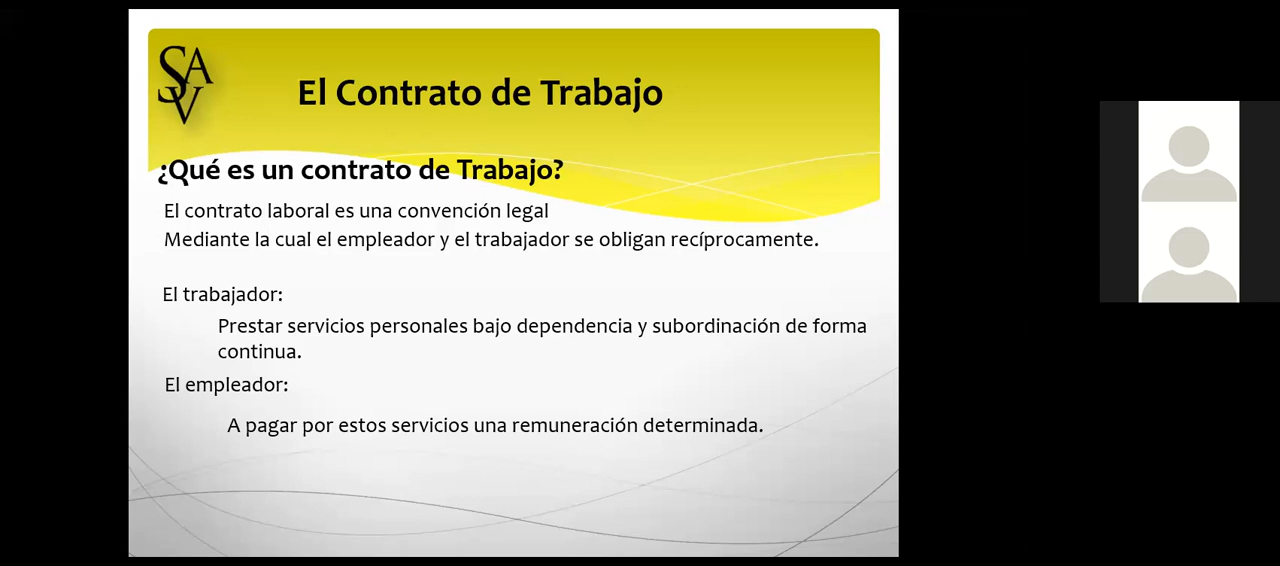 SAV
El Contrato de Trabajo
¿Qué es un contrato de Trabajo?
El contrato laboral es una convención legal
Mediante la cual el empleador y el trabajador se obligan recíprocamente.
El trabajador:
Prestar servicios personales bajo dependencia y subordinación de forma
continua.
El empleador:
A pagar por estos servicios una remuneración determinada.